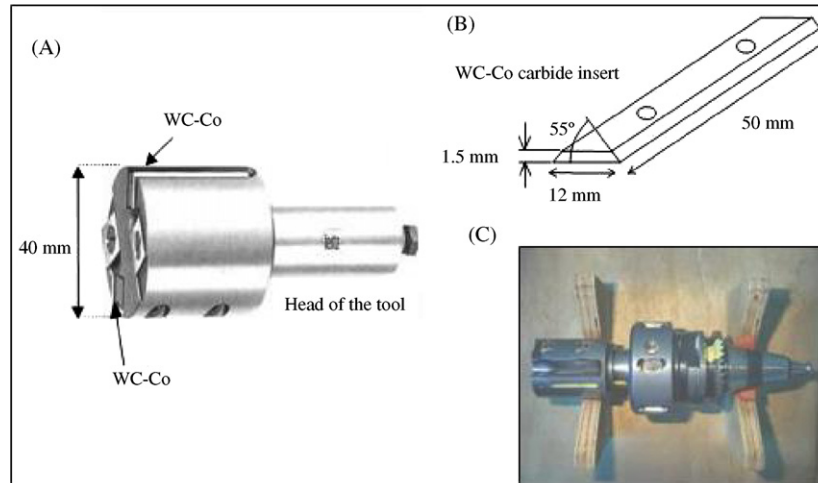 (A)
WC-Co
40 mm
Head of the tool
WC-Co
(B)
WC-Co carbide insert
55°
50 mm
1.5 mm
12 mm
(C)